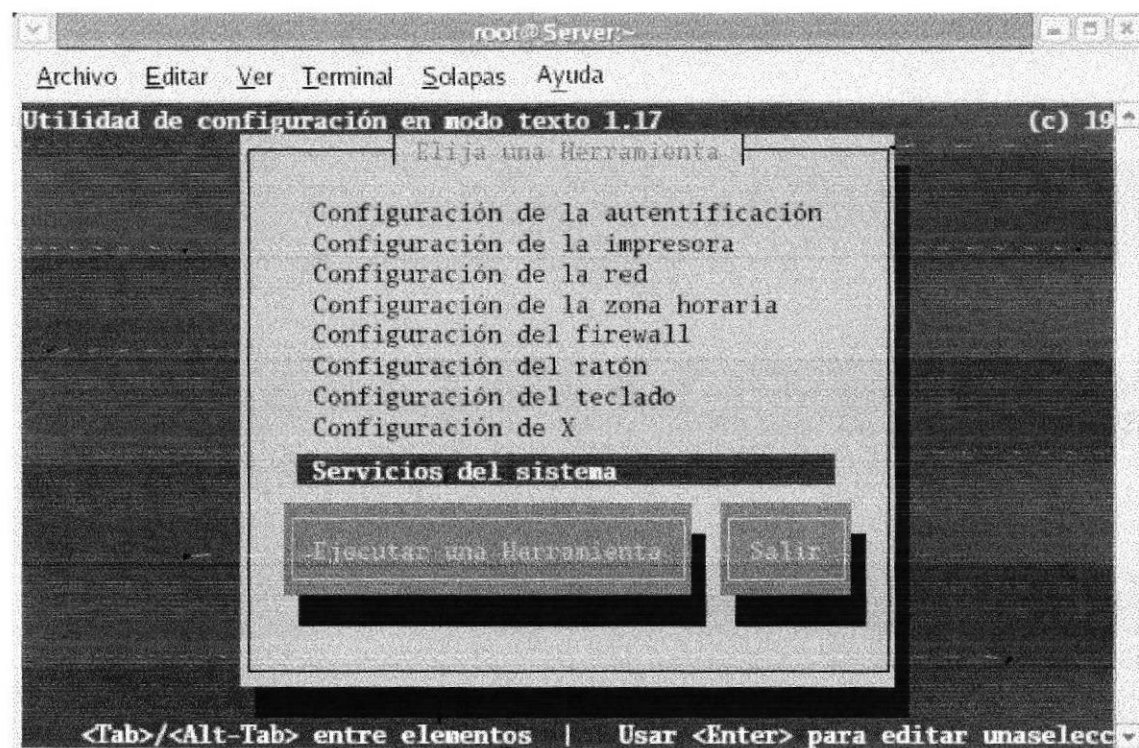 root@Server:~
Archivo Editar Ver Terminal Solapas Ayuda
Utilidad de configuración en modo texto 1.17 (c) 19
Elija una Herramienta
Configuración de la autentificación
Configuración de la impresora
Configuración de la red
Configuración de la zona horaria
Configuración del firewall
Configuración del ratón
Configuración del teclado
Configuración de X
Servicios del sistema
Ejecutar una Herramienta Salir
<Tab>/<Alt-Tab> entre elementos | Usar <Enter> para editar unaselecc